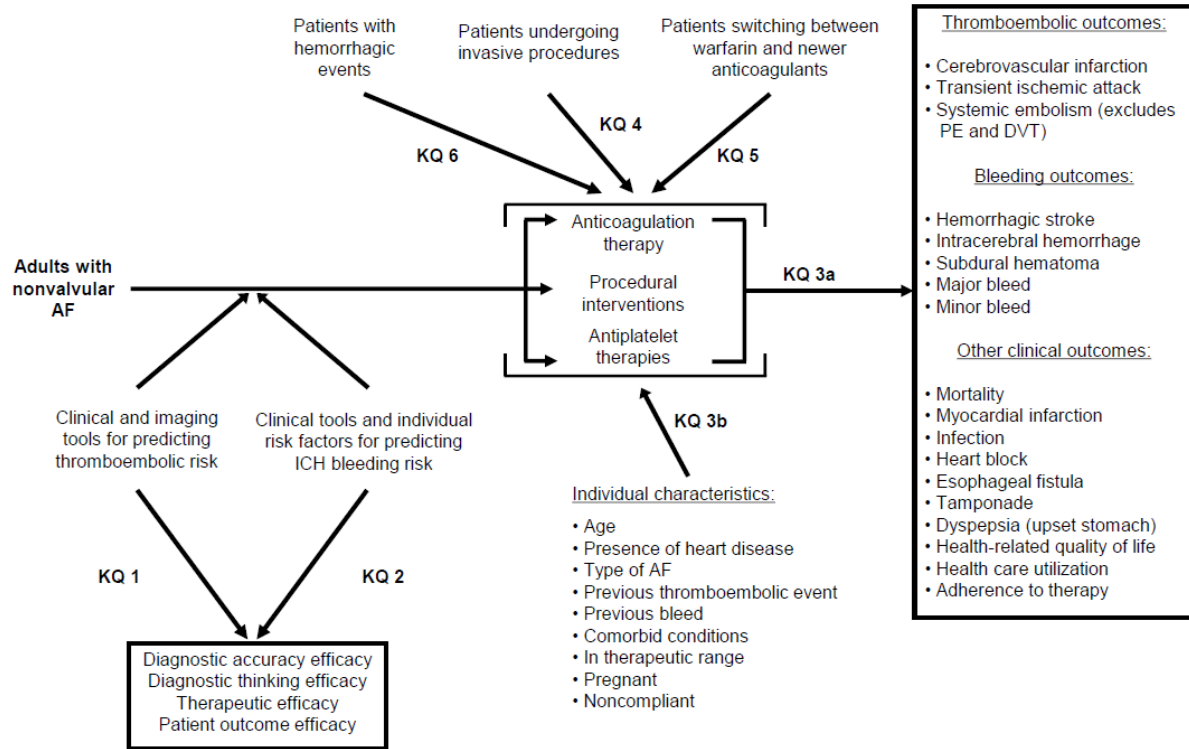 Patients with
hemorrhagic
events
Patients undergoing
invasive procedures
Patients switching between
warfarin and newer
anticoagulants
KQ 6
KQ 4
KQ 5
Adults with
nonvalvular
AF
Anticoagulation
therapy
Procedural
interventions
Antiplatelet
therapies
KQ 3a
KQ 3b
Clinical and imaging
tools for predicting
thromboembolic risk
Clinical tools and individual
risk factors for predicting
ICH bleeding risk
KQ 1
KQ 2
Diagnostic accuracy efficacy
Diagnostic thinking efficacy
Therapeutic efficacy
Patient outcome efficacy
Individual characteristics:
• Age
• Presence of heart disease
• Type of AF
• Previous thromboembolic event
• Previous bleed
• Comorbid conditions
• In therapeutic range
• Pregnant
• Noncompliant
Thromboembolic outcomes:
• Cerebrovascular infarction
• Transient ischemic attack
• Systemic embolism (excludes
PE and DVT)
Bleeding outcomes:
• Hemorrhagic stroke
• Intracerebral hemorrhage
• Subdural hematoma
• Major bleed
• Minor bleed
Other clinical outcomes:
• Mortality
• Myocardial infarction
• Infection
• Heart block
• Esophageal fistula
• Tamponade
• Dyspepsia (upset stomach)
• Health-related quality of life
• Health care utilization
• Adherence to therapy